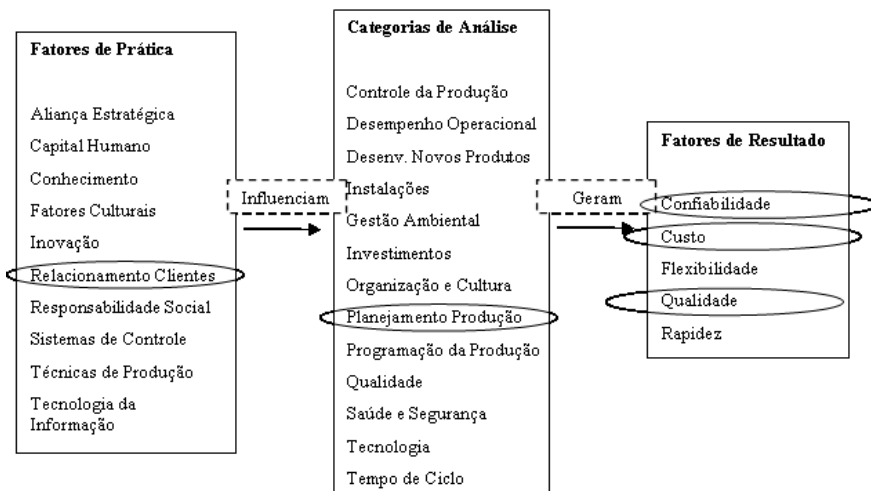 Fatores de Prática
Aliança Estratégica
Capital Humano
Conhecimento
Fatores Culturais
Inovação
Relacionamento Clientes
Responsabilidade Social
Sistemas de Controle
Técnicas de Produção
Tecnologia da
Informação
Influenciam
Categorias de Análise
Controle da Produção
Desempenho Operacional
Desenv. Novos Produtos
Instalações
Gestão Ambiental
Investimentos
Organização e Cultura
Planejamento Produção
Programação da Produção
Qualidade
Saúde e Segurança
Tecnologia
Tempo de Ciclo
Geram
Fatores de Resultado
Confiabilidade
Custo
Flexibilidade
Qualidade
Rapidez